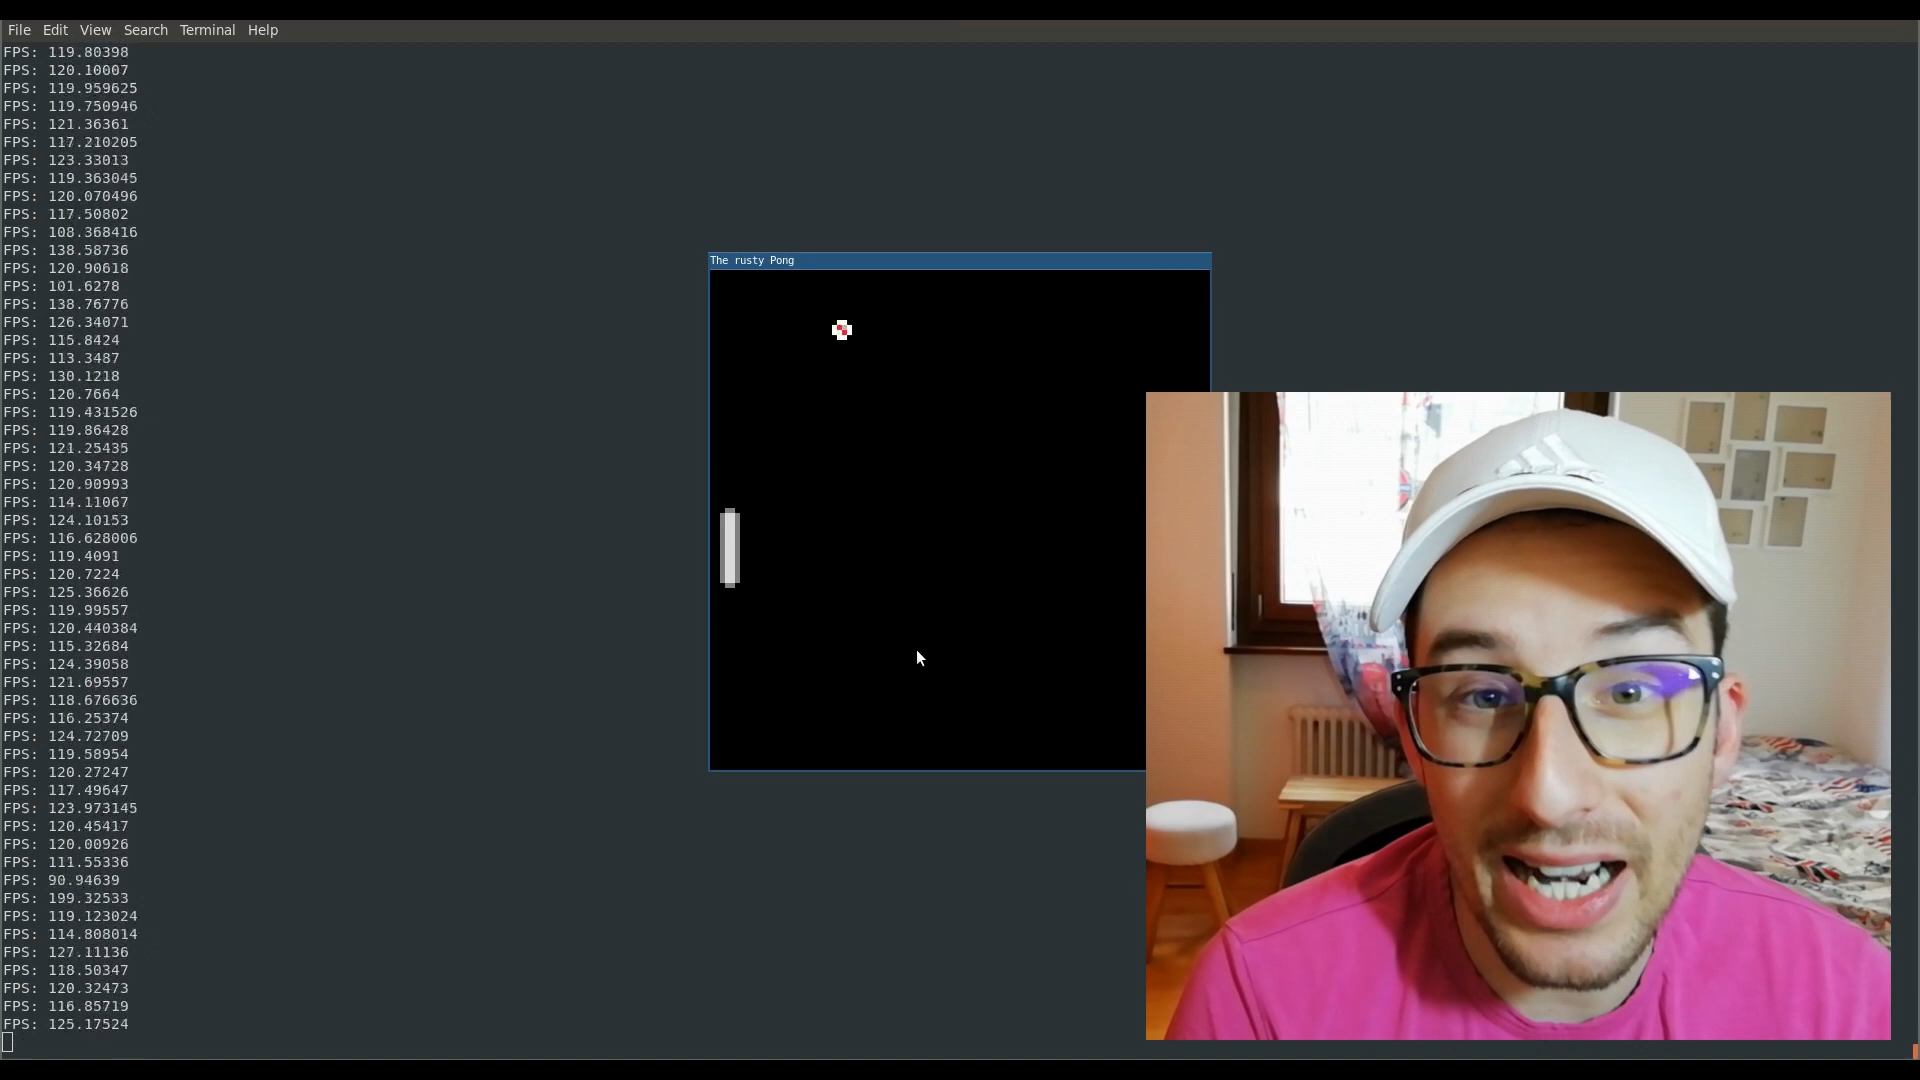 File Edit View Search Terminal Help
FPS: 119.80398
FPS: 120.10007
FPS: 119.959625
FPS: 119.750946
FPS: 121.36361
FPS: 117.210205
FPS: 123.33013
FPS: 119.363045
FPS: 120.070496
FPS: 117.50802
FPS: 108.368416
FPS: 138.58736
FPS: 120.90618
FPS: 101.6278
FPS: 138.76776
FPS: 126.34071
FPS: 115.8424
FPS: 113.3487
FPS: 130.1218
FPS: 120.7664
FPS: 119.431526
FPS: 119.86428
FPS: 121.25435
FPS: 120.34728
FPS: 120.90993
FPS: 114.11067
FPS: 124.10153
FPS: 116.628006
FPS: 119.4091
FPS: 120.7224
FPS: 125.36626
FPS: 119.99557
FPS: 120.440384
FPS: 115.32684
FPS: 124.39058
FPS: 121.69557
FPS: 118.676636
FPS: 116.25374
FPS: 124.72709
FPS: 119.58954
FPS: 120.27247
FPS: 117.49647
FPS: 123.973145
FPS: 120.45417
FPS: 120.00926
FPS: 111.55336
FPS: 90.94639
FPS: 199.32533
FPS: 119.123024
FPS: 114.808014
FPS: 127.11136
FPS: 118.50347
FPS: 120.32473
FPS: 116.85719
FPS: 125.17524
The rusty Pong